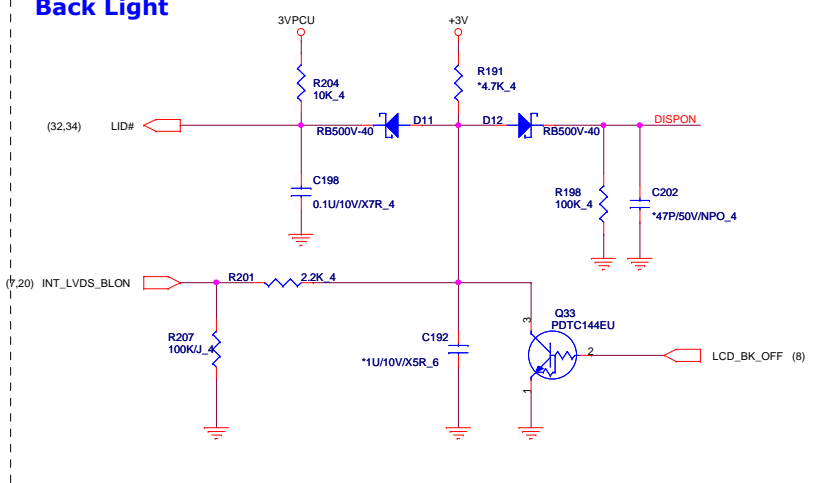 Back Light
3VPCU
+3V
R204
10K_4
R191
*4.7K_4
(32,34)
LID#
RB500V-40
D11
D12
RB500V-40
DISPON
C198
0.1U/10V/X7R_4
R198
100K_4
C202
*47P/50V/NPO_4
(7,20)
INT_LVDS_BLON
R201
2.2K_4
R207
100K/J_4
C192
*1U/10V/X5R_6
3
Q33
PDTC144EU
2
1
LCD_BK_OFF
(8)